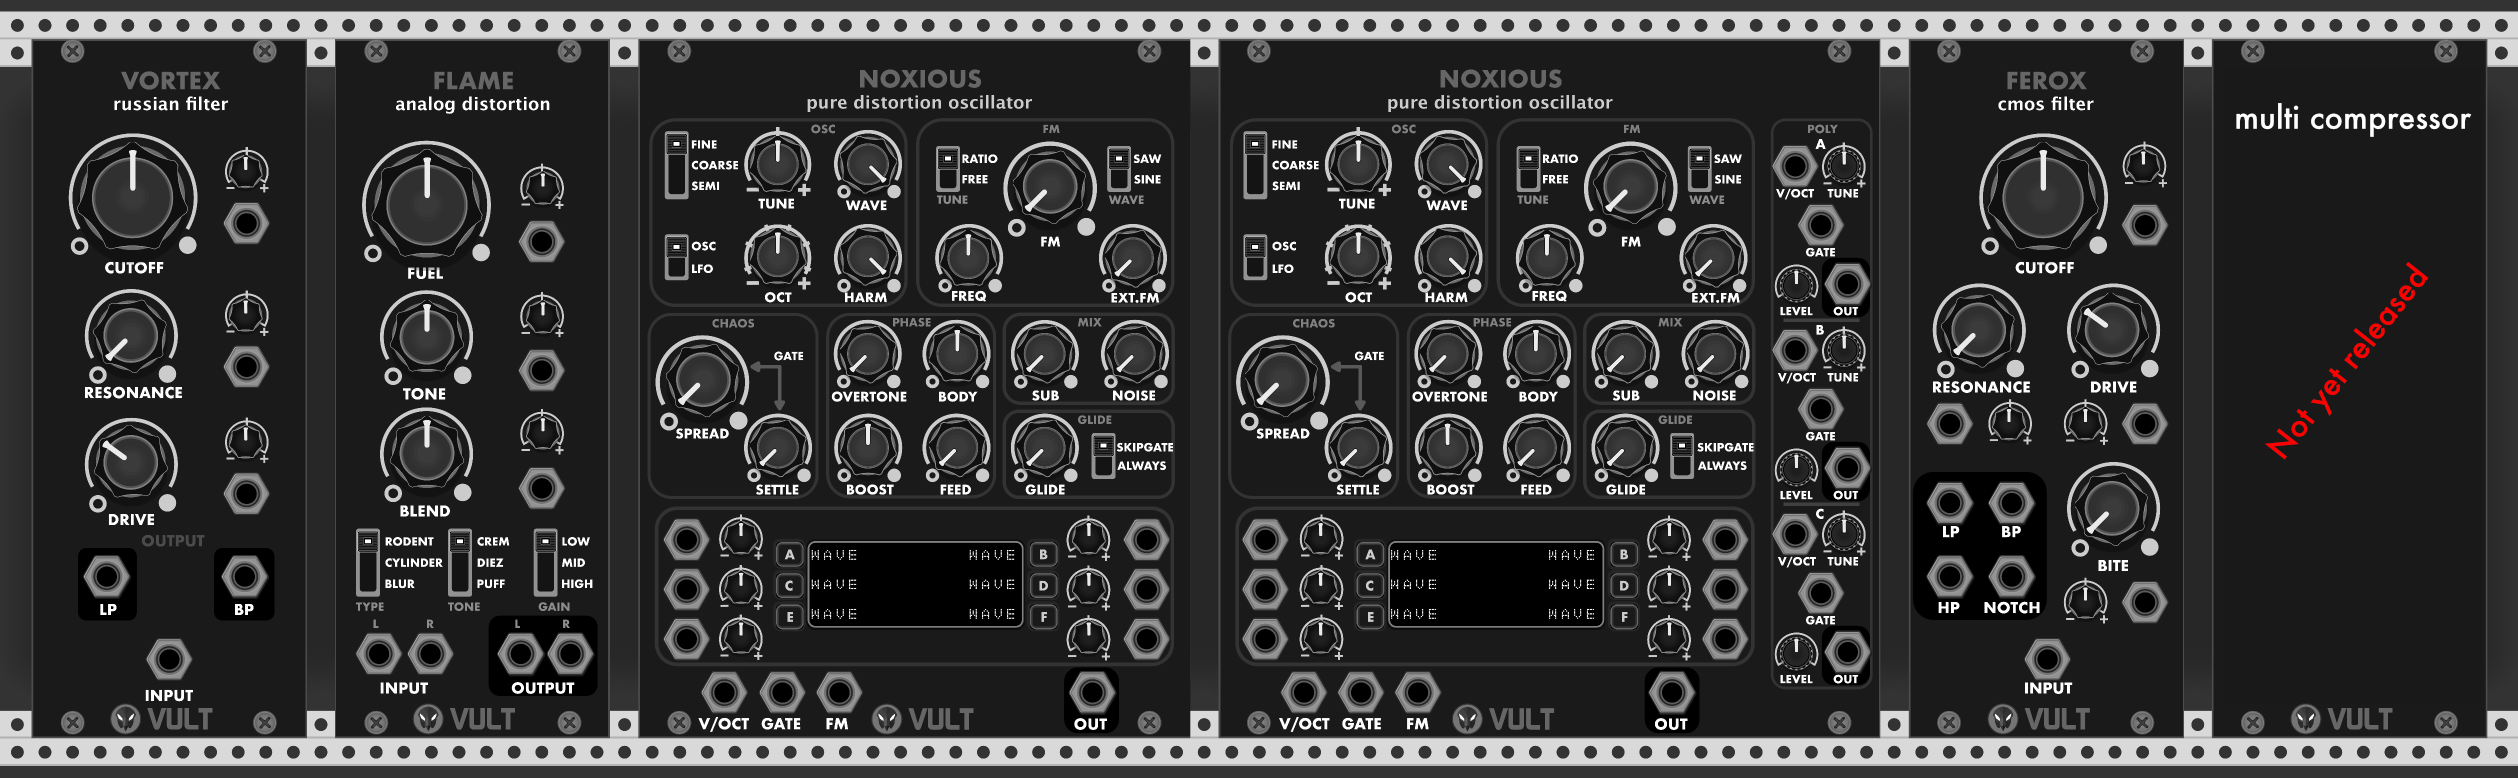 VORTEX
russian filter
CUTOFF
RESONANCE
DRIVE
OUTPUT
LP BP
INPUT
VULT
FLAME
analog distortion
FUEL
TONE
BLEND
RODENT CREM LOW
CYLINDER DIEZ MID
BLUR PUFF HIGH
TYPE TONE GAIN
L R L R
INPUT OUTPUT
VULT
NOXIOUS
pure distortion oscillator
OSC FM
FINE
COARSE
SEMI
TUNE WAVE
RATIO
FREE
TUNE
SAW
SINE
WAVE
FM
OSC
LFO
OCT HARM
FREQ EXT.FM
CHAOS PHASE MIX
GATE
SPREAD
SETTLE
OVERTONE BODY
BOOST FEED
SUB NOISE
GLIDE
SKIPGATE
ALWAYS
GLIDE
A WAVE WAVE B
C WAVE WAVE D
E WAVE WAVE F
V/OCT GATE FM OUT
VULT
NOXIOUS
pure distortion oscillator
OSC FM
FINE
COARSE
SEMI
TUNE WAVE
RATIO
FREE
TUNE
SAW
SINE
WAVE
FM
OSC
LFO
OCT HARM
FREQ EXT.FM
CHAOS PHASE MIX
GATE
SPREAD
SETTLE
OVERTONE BODY
BOOST FEED
SUB NOISE
GLIDE
SKIPGATE
ALWAYS
GLIDE
A WAVE WAVE B
C WAVE WAVE D
E WAVE WAVE F
V/OCT GATE FM OUT
VULT
POLY
A
V/OCT TUNE
GATE
LEVEL OUT
B
V/OCT TUNE
GATE
LEVEL OUT
C
V/OCT TUNE
GATE
LEVEL OUT
FEROX
cmos filter
CUTOFF
RESONANCE DRIVE
LP BP
BITE
HP NOTCH
INPUT
VULT
multi compressor
Not yet released
VULT